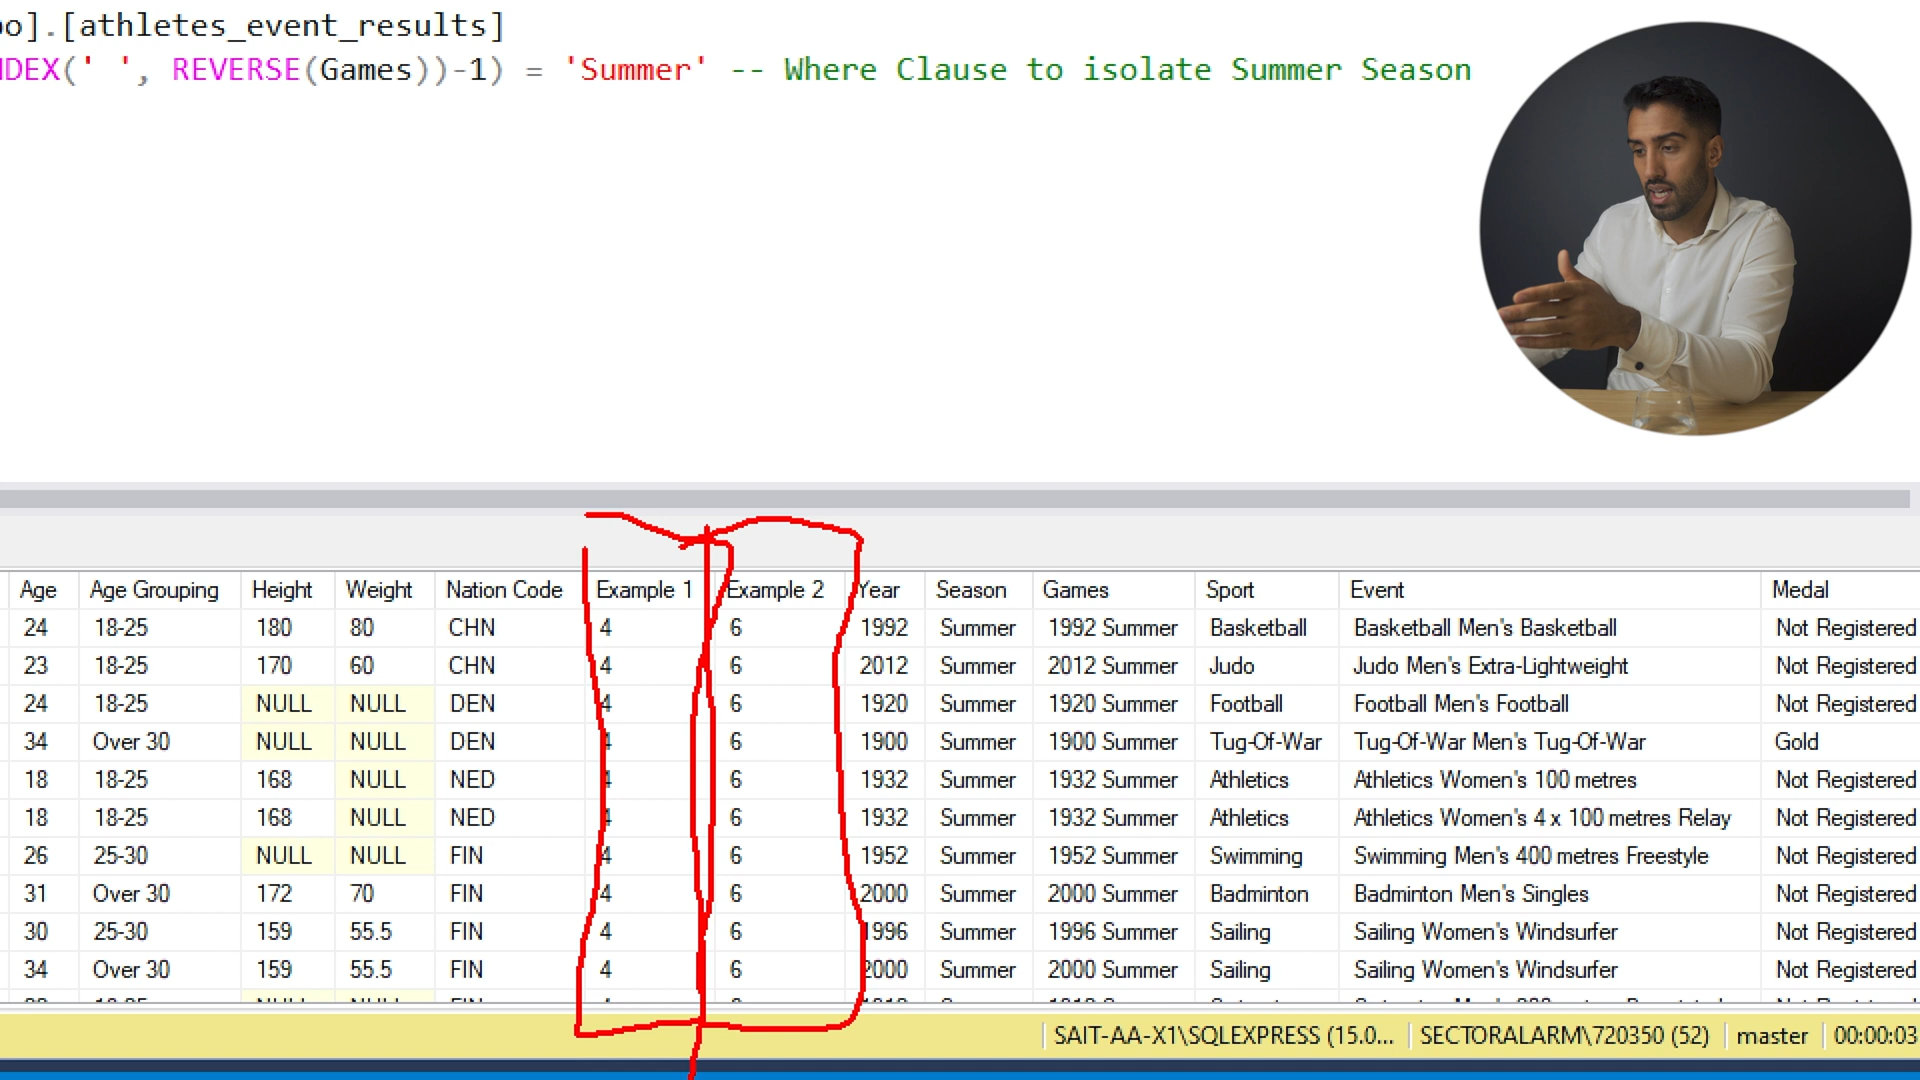 o].[athletes_event_results]
NDEX(' ', REVERSE(Games))-1) = 'Summer' -- Where Clause to isolate Summer Season
Age Age Grouping Height Weight Nation Code Example 1 Example 2 Year Season Games Sport Event Medal
24 18-25 180 80 CHN 4 6 1992 Summer 1992 Summer Basketball Basketball Men's Basketball Not Registered
23 18-25 170 60 CHN 4 6 2012 Summer 2012 Summer Judo Judo Men's Extra-Lightweight Not Registered
24 18-25 NULL NULL DEN 4 6 1920 Summer 1920 Summer Football Football Men's Football Not Registered
34 Over 30 NULL NULL DEN 4 6 1900 Summer 1900 Summer Tug-Of-War Tug-Of-War Men's Tug-Of-War Gold
18 18-25 168 NULL NED 4 6 1932 Summer 1932 Summer Athletics Athletics Women's 100 metres Not Registered
18 18-25 168 NULL NED 4 6 1932 Summer 1932 Summer Athletics Athletics Women's 4 x 100 metres Relay Not Registered
26 25-30 NULL NULL FIN 4 6 1952 Summer 1952 Summer Swimming Swimming Men's 400 metres Freestyle Not Registered
31 Over 30 172 70 FIN 4 6 2000 Summer 2000 Summer Badminton Badminton Men's Singles Not Registered
30 25-30 159 55.5 FIN 4 6 1996 Summer 1996 Summer Sailing Sailing Women's Windsurfer Not Registered
34 Over 30 159 55.5 FIN 4 6 2000 Summer 2000 Summer Sailing Sailing Women's Windsurfer Not Registered
SAIT-AA-X1\SQLEXPRESS (15.0... SECTORALARM\720350 (52) master 00:00:03